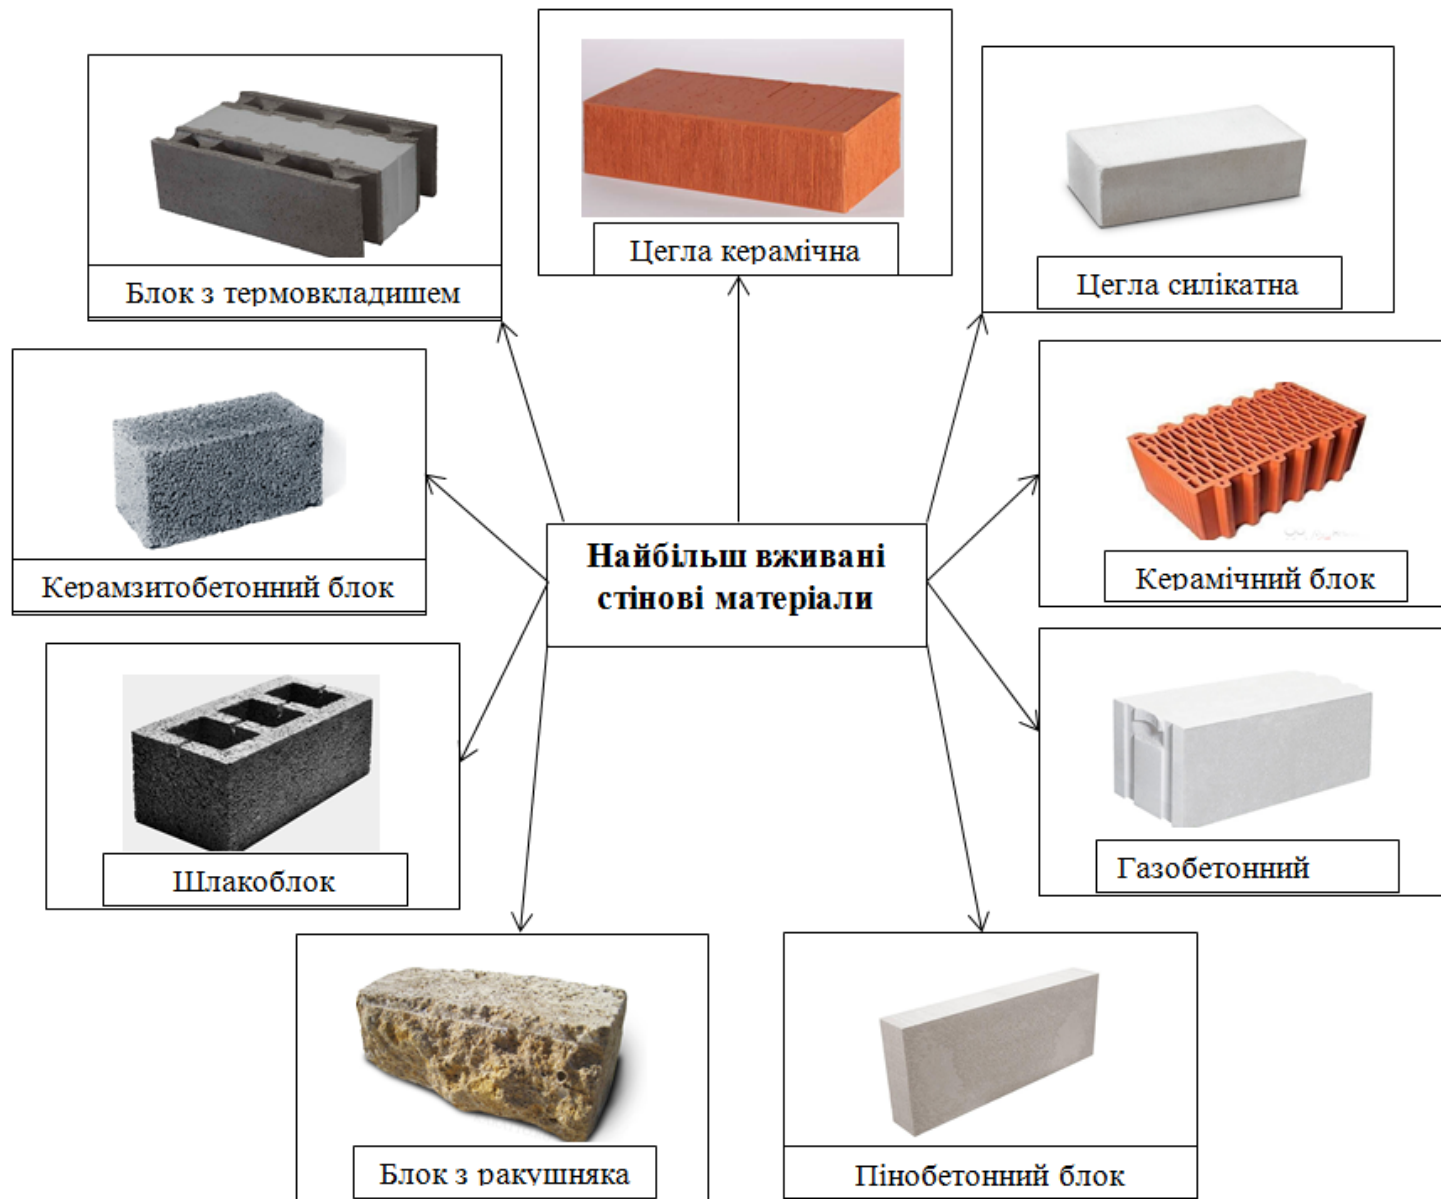 Цегла керамічна
Блок з термовкладишем
Цегла силікатна
Керамзитобетонний блок
Найбільш вживані
стінові матеріали
Керамічний блок
Шлакоблок
Газобетонний
Блок з ракушняка
Пінобетонний блок